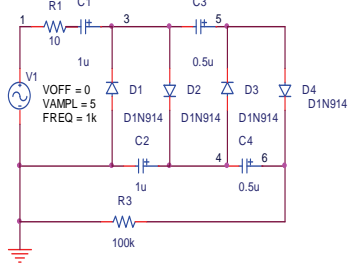 R1 C1 C3
1 3 5
10
1u 0.5u
V1
VOFF = 0
VAMPL = 5
FREQ = 1k
D1 D2 D3 D4
D1N914 D1N914 D1N914
D1N914
C2 C4
4 6
1u 0.5u
R3
100k